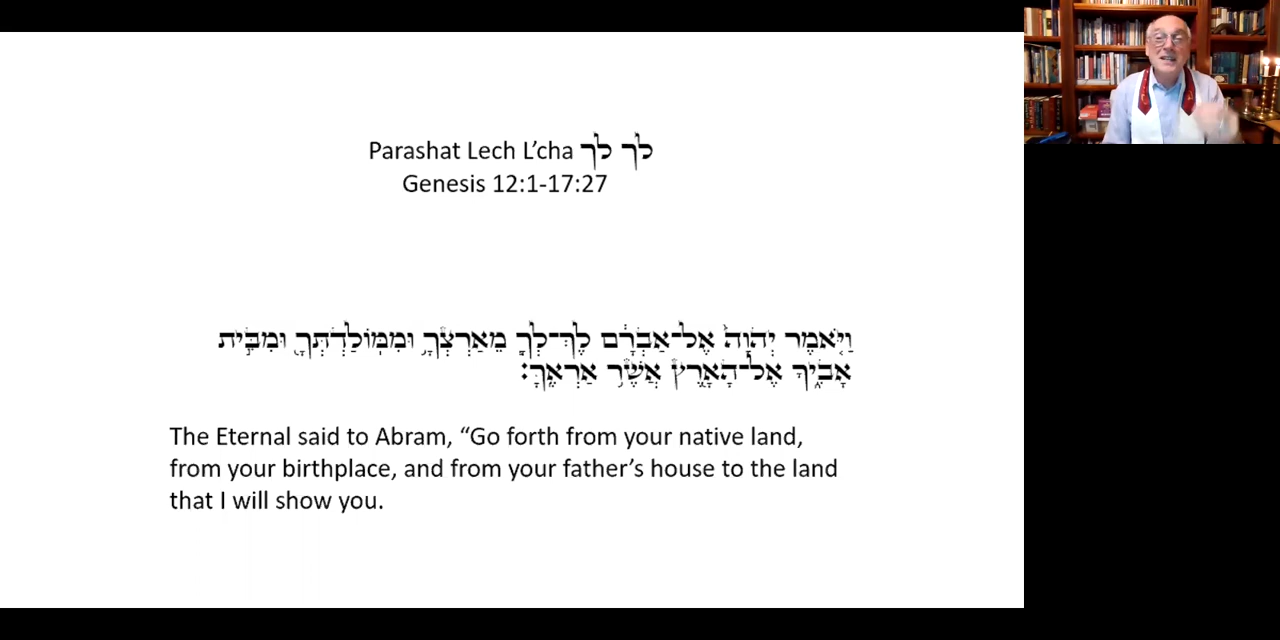 Parashat Lech L’cha לך לך
Genesis 12:1-17:27
וַיֹּ֤אמֶר יְהוָה֙ אֶל־אַבְרָ֔ם לֶךְ־לְךָ֛ מֵאַרְצְךָ֥ וּמִמּֽוֹלַדְתְּךָ֖ וּמִבֵּ֣ית
אָבִ֑יךָ אֶל־הָאָ֖רֶץ אֲשֶׁ֥ר אַרְאֶֽךָּ׃
The Eternal said to Abram, “Go forth from your native land,
from your birthplace, and from your father’s house to the land
that I will show you.